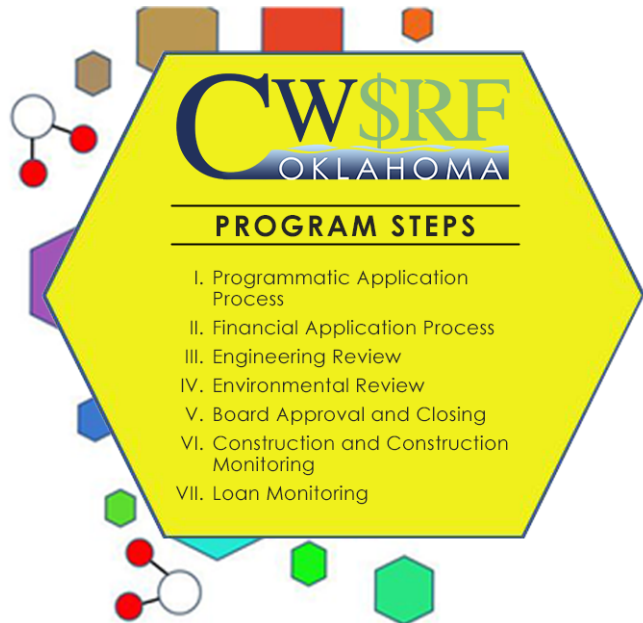 CW$RF
OKLAHOMA
PROGRAM STEPS
I. Programmatic Application
Process
II. Financial Application Process
III. Engineering Review
IV. Environmental Review
V. Board Approval and Closing
VI. Construction and Construction
Monitoring
VII. Loan Monitoring